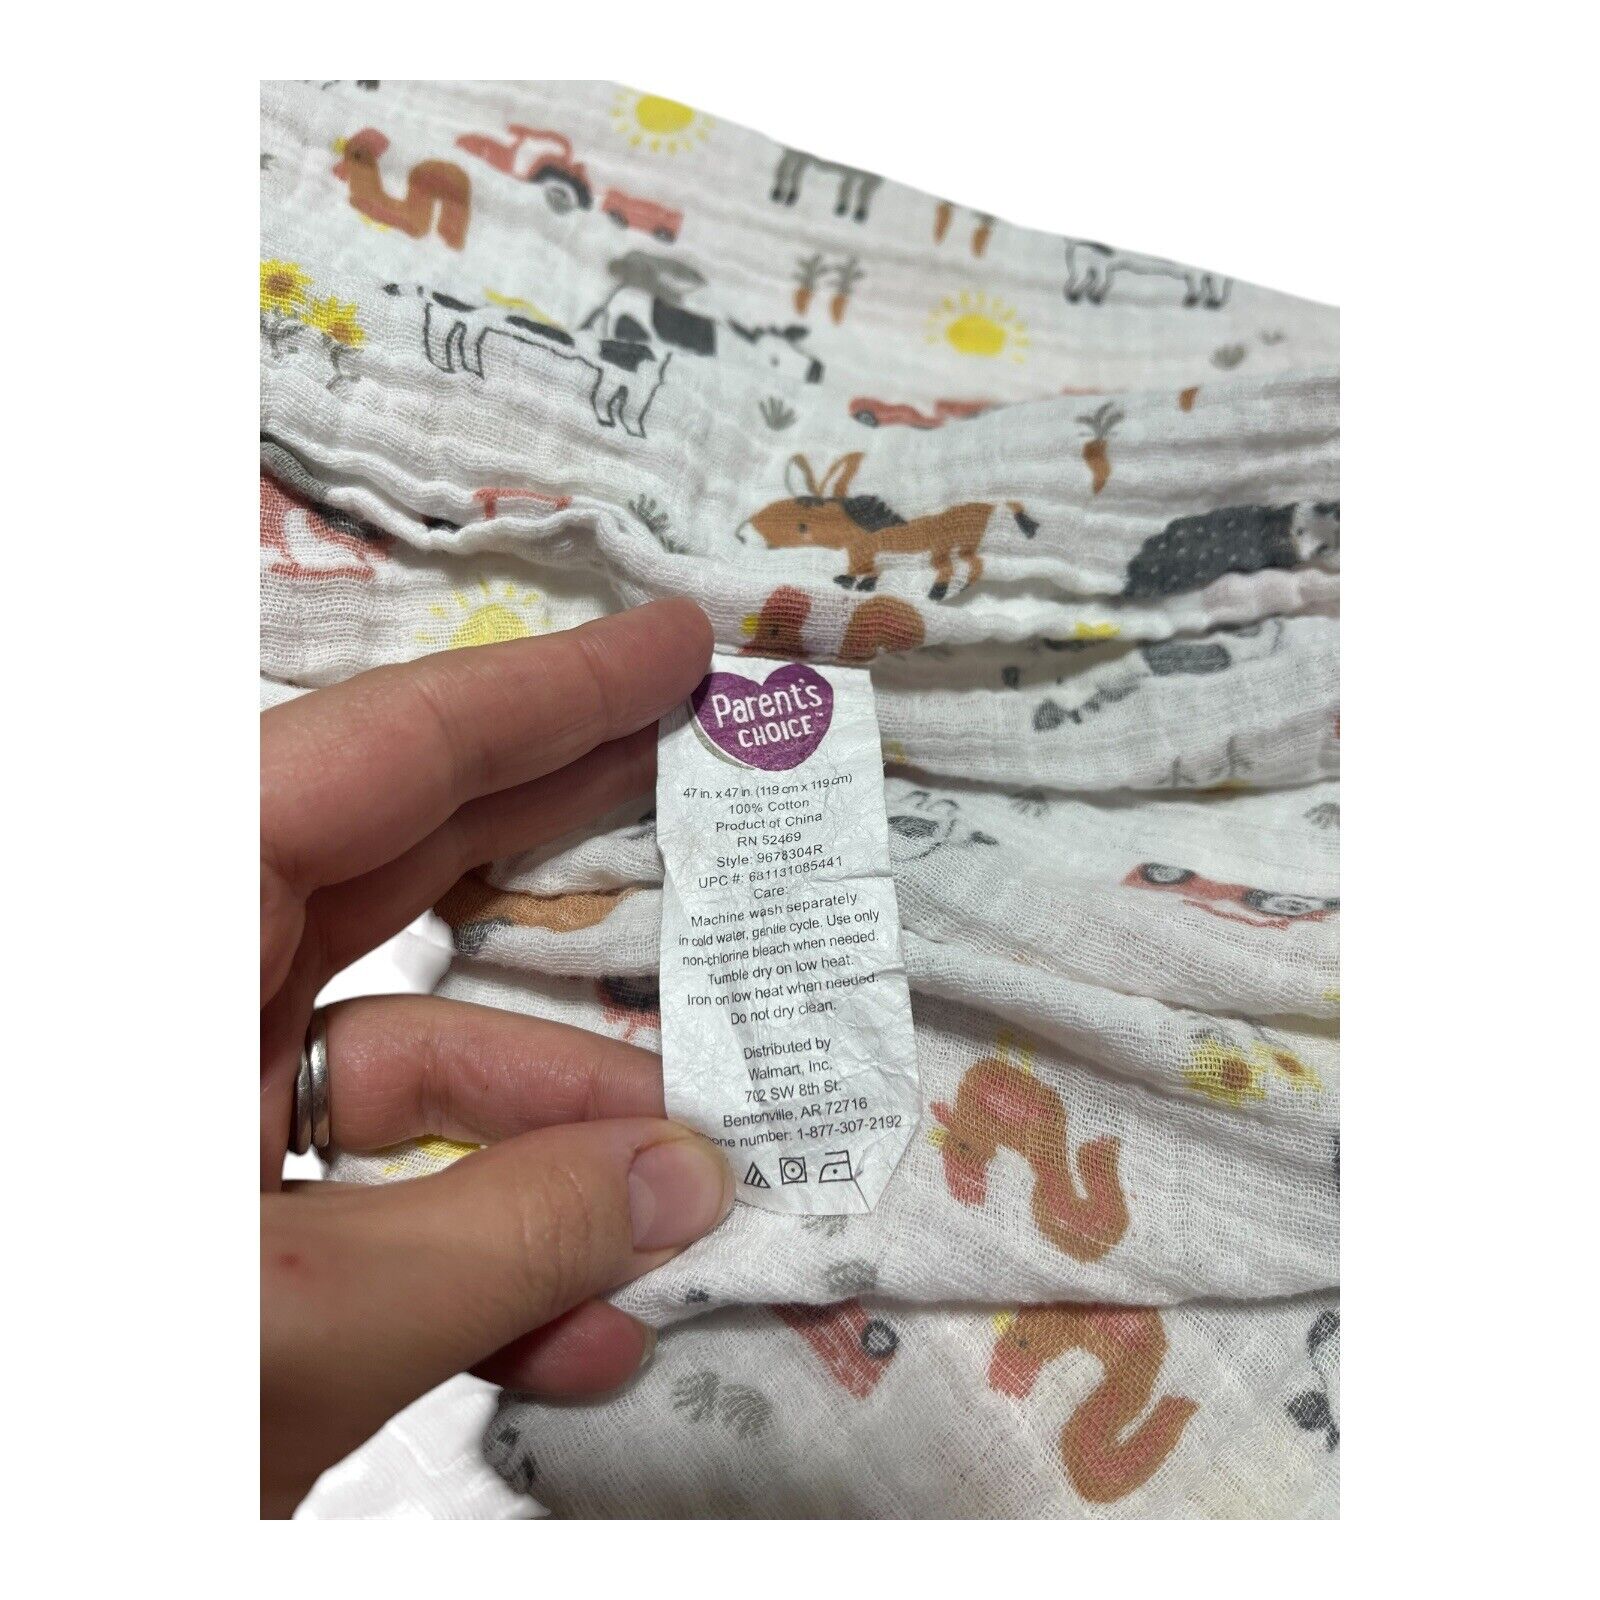 Parent's
CHOICE™
47 in. x 47 in. (119 cm x 119 cm)
100% Cotton
Product of China
RN 52469
Style: 9678304R
UPC #: 681131085441
Care:
Machine wash separately
in cold water, gentle cycle. Use only
non-chlorine bleach when needed.
Tumble dry on low heat.
Iron on low heat when needed.
Do not dry clean.
Distributed by
Walmart, Inc.
702 SW 8th St.
Bentonville, AR 72716
number: 1-877-307-2192